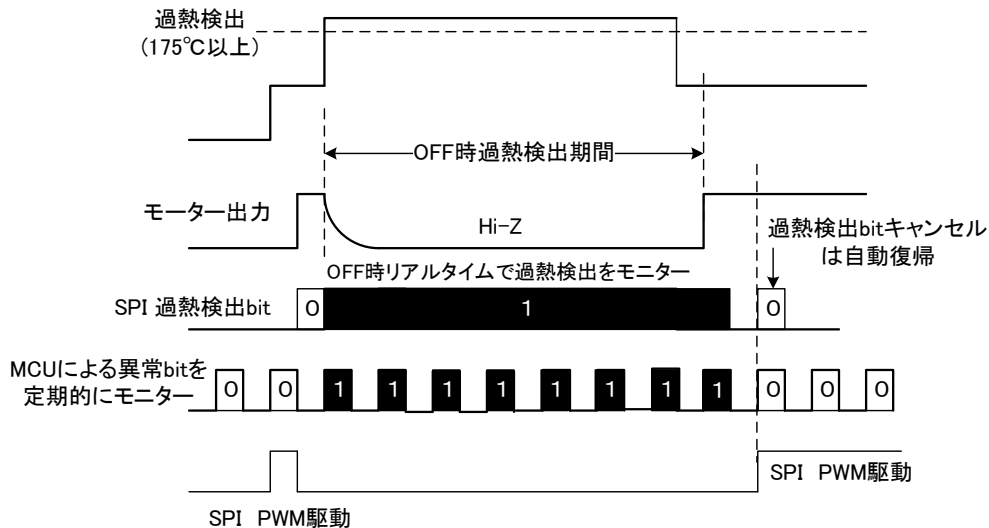 過熱検出
(175℃以上)
OFF時過熱検出期間
モーター出力
Hi-Z
過熱検出bitキャンセル
は自動復帰
OFF時リアルタイムで過熱検出をモニター
SPI 過熱検出bit
0
1
0
MCUによる異常bitを
定期的にモニター
0 0 1 1 1 1 1 1 1 1 0 0 0
SPI PWM駆動
SPI PWM駆動